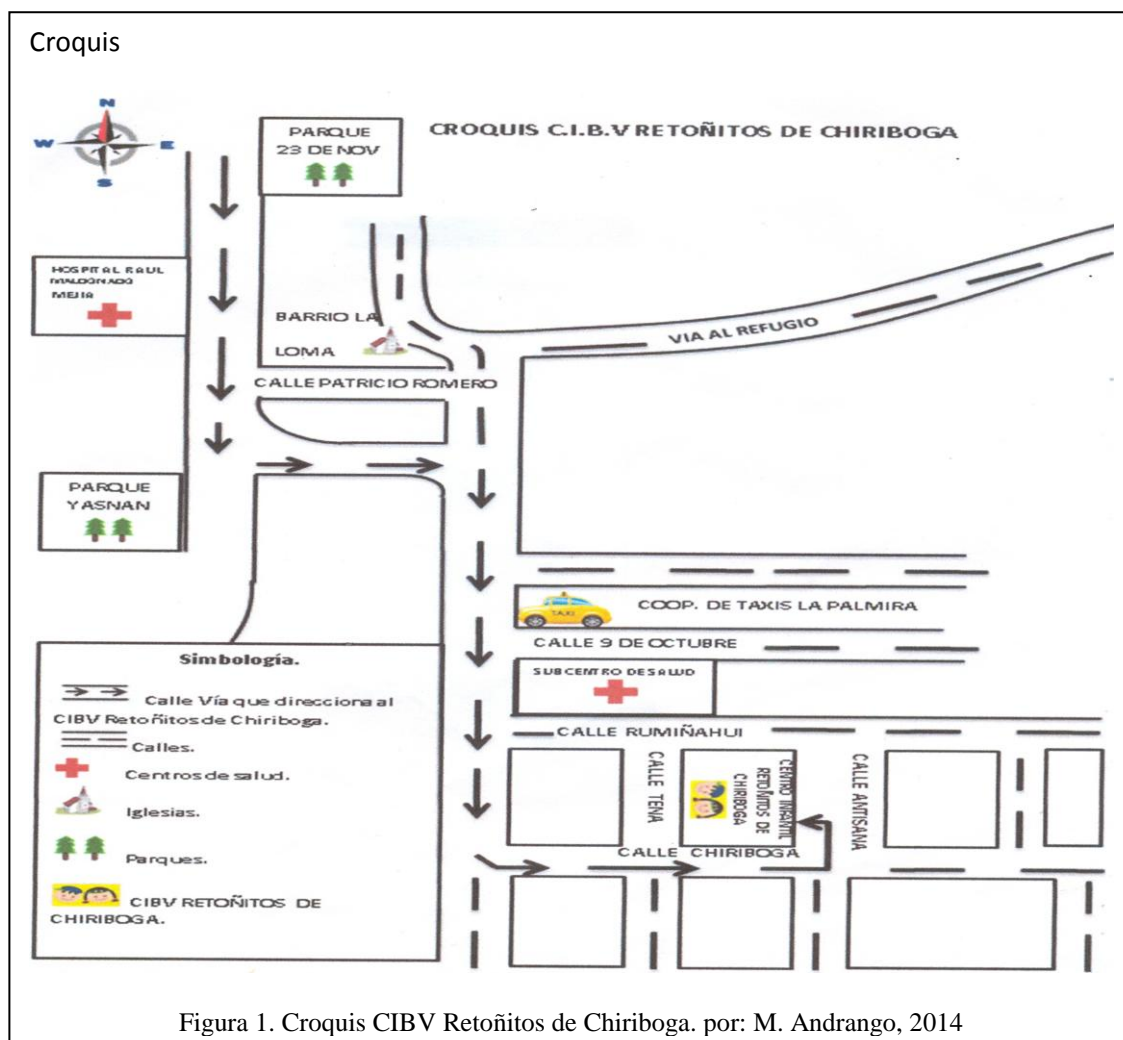 Croquis
N
W
E
S
CROQUIS C.I.B.V RETOÑITOS DE CHIRIBOGA
PARQUE
23 DE NOV
HOSPITAL RAUL
MALDONADO
MEJIA
BARRIO LA
LOMA
VIA AL REFUGIO
CALLE PATRICIO ROMERO
PARQUE
YASNAN
TAXI
COOP. DE TAXIS LA PALMIRA
CALLE 9 DE OCTUBRE
SUBCENTRO DE SALUD
CALLE RUMIÑAHUI
CALLE TENA
CENTRO INFANTIL
RETOÑITOS DE
CHIRIBOGA
CALLE ANTISANA
CALLE CHIRIBOGA
Simbología.
Calle Vía que direcciona al
CIBV Retoñitos de Chiriboga.
Calles.
Centros de salud.
Iglesias.
Parques.
CIBV RETOÑITOS DE
CHIRIBOGA.
Figura 1. Croquis CIBV Retoñitos de Chiriboga. por: M. Andrango, 2014